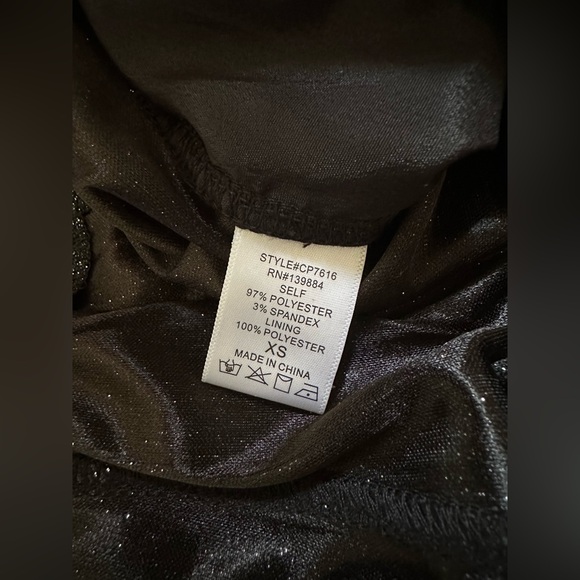 STYLE#CP7616
RN#139884
SELF
97% POLYESTER
3% SPANDEX
LINING
100% POLYESTER
XS
MADE IN CHINA